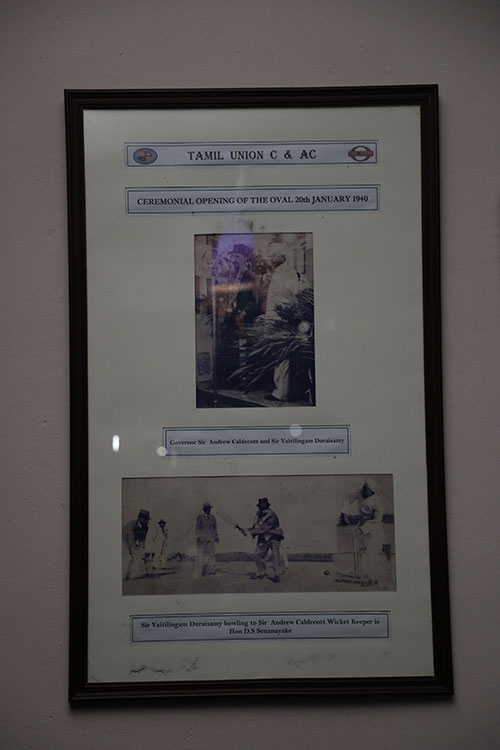 TAMIL UNION C & AC
CEREMONIAL OPENING OF THE OVAL 20th JANUARY 1940
Governor Sir Andrew Caldecott and Sir Vaitilingam Duraisamy
Sir Vaitilingam Duraisamy bowling to Sir Andrew Caldecott.Wicket Keeper is
Hon D.S Senanayake